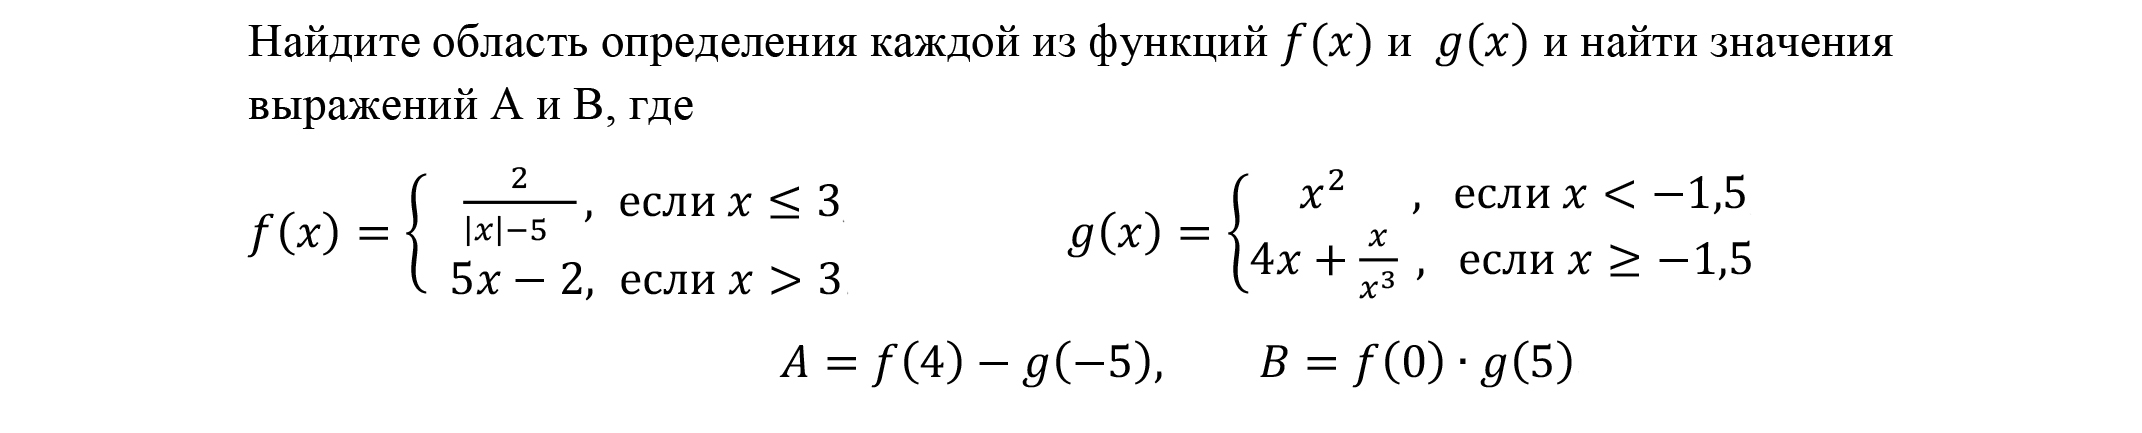 Найдите область определения каждой из функций f(x) и g(x) и найти значения
выражений A и B, где
f(x) = { 2/(|x|−5), если x ≤ 3
5x − 2, если x > 3
g(x) = { x², если x < −1,5
4x + x/x³, если x ≥ −1,5
A = f(4) − g(−5), B = f(0) · g(5)